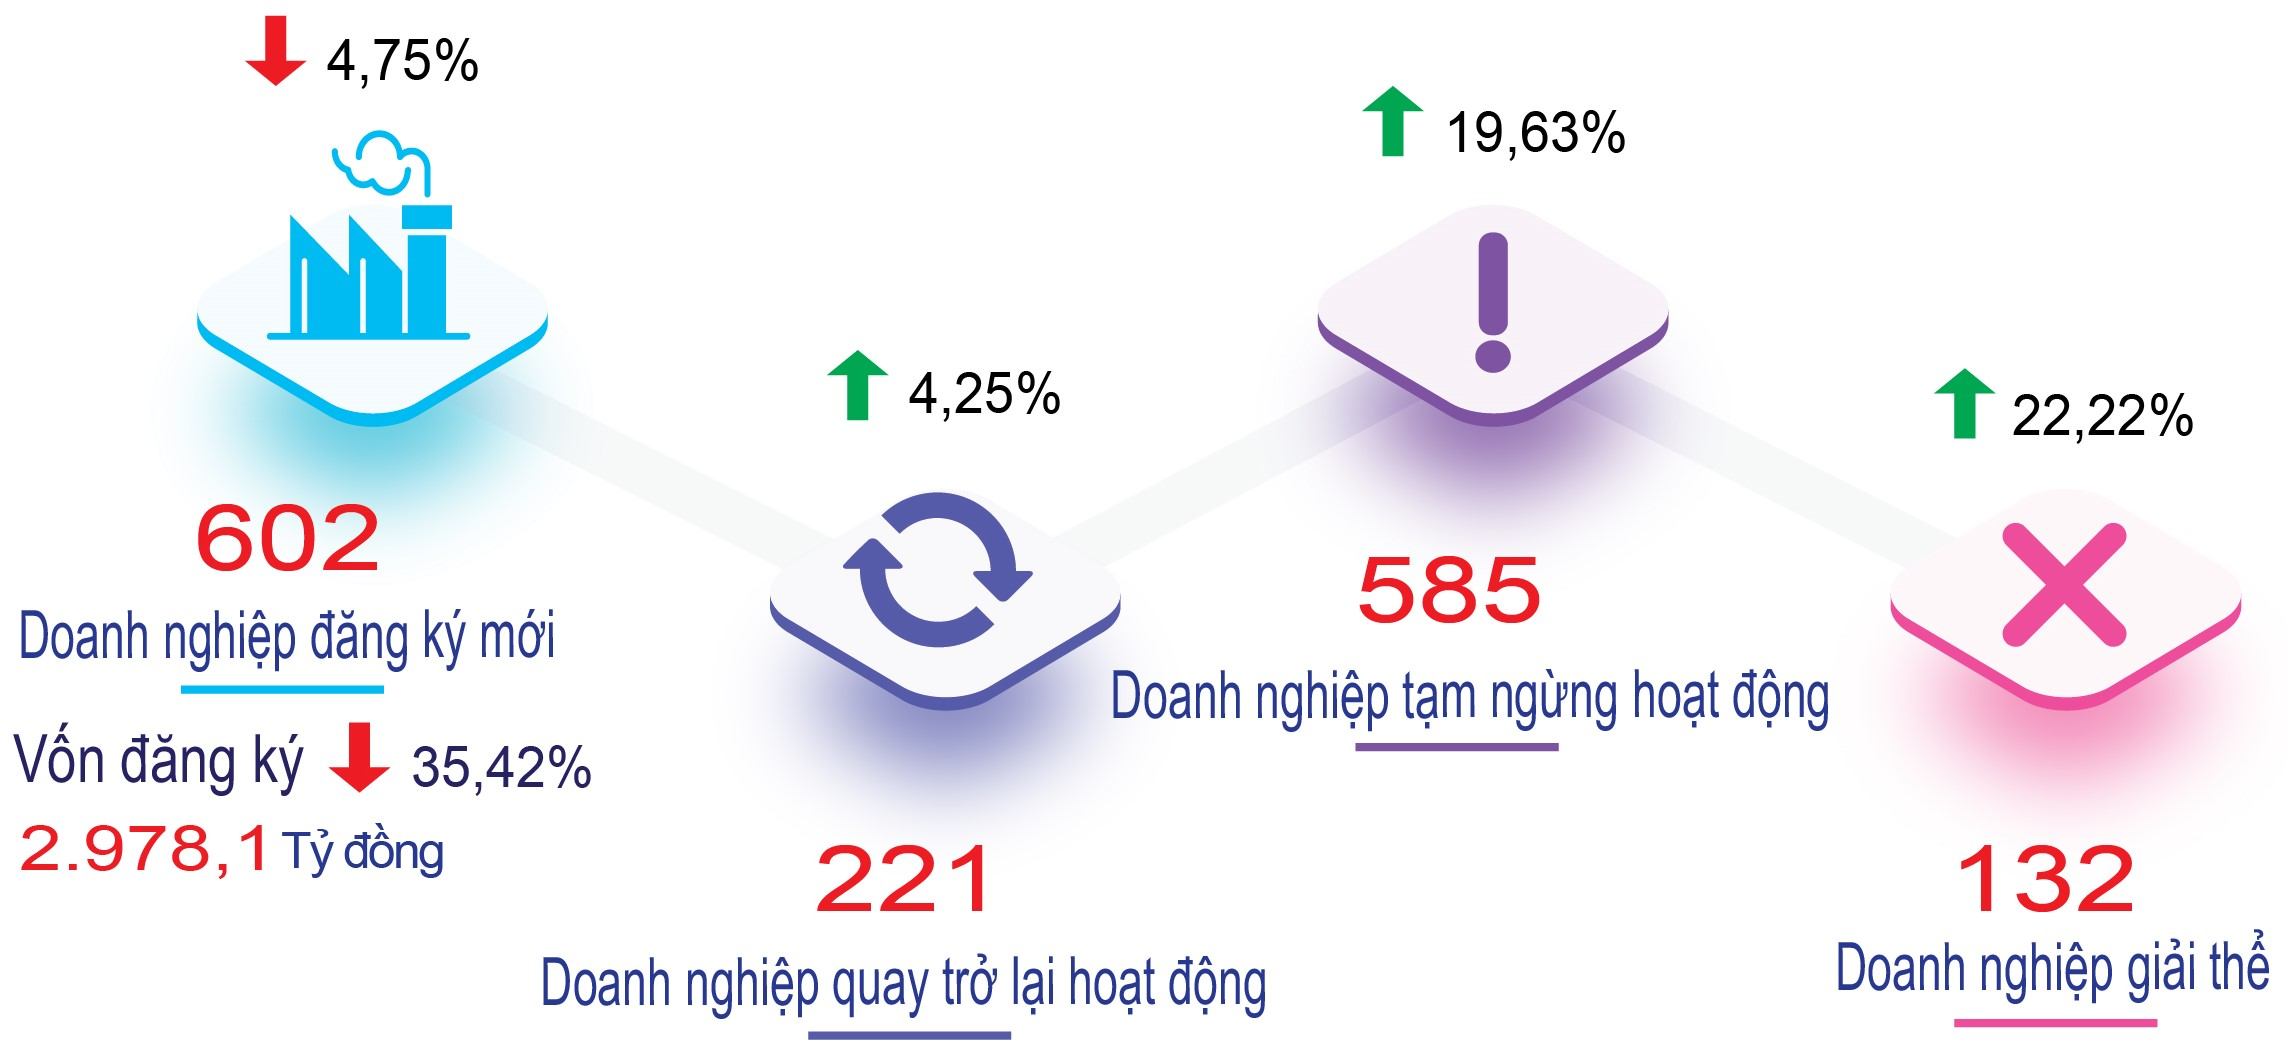 4,75%
602
Doanh nghiệp đăng ký mới
Vốn đăng ký 35,42%
2.978,1 Tỷ đồng
4,25%
221
Doanh nghiệp quay trở lại hoạt động
19,63%
585
Doanh nghiệp tạm ngừng hoạt động
22,22%
132
Doanh nghiệp giải thể